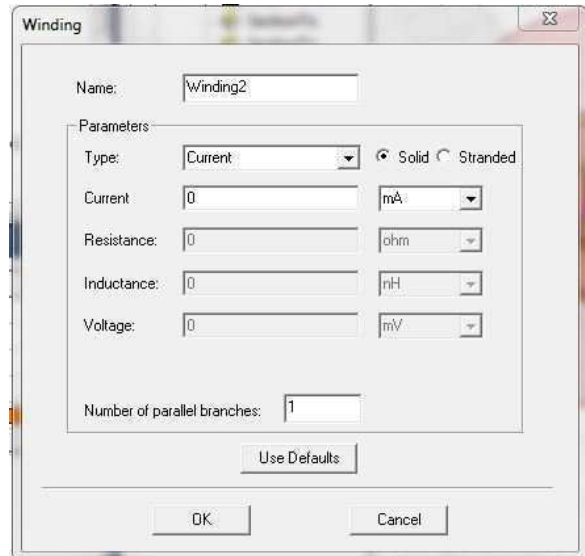 Winding
Name: Winding2
Parameters
Type: Current Solid Stranded
Current 0 mA
Resistance: 0 ohm
Inductance: 0 nH
Voltage: 0 mV
Number of parallel branches: 1
Use Defaults
OK Cancel